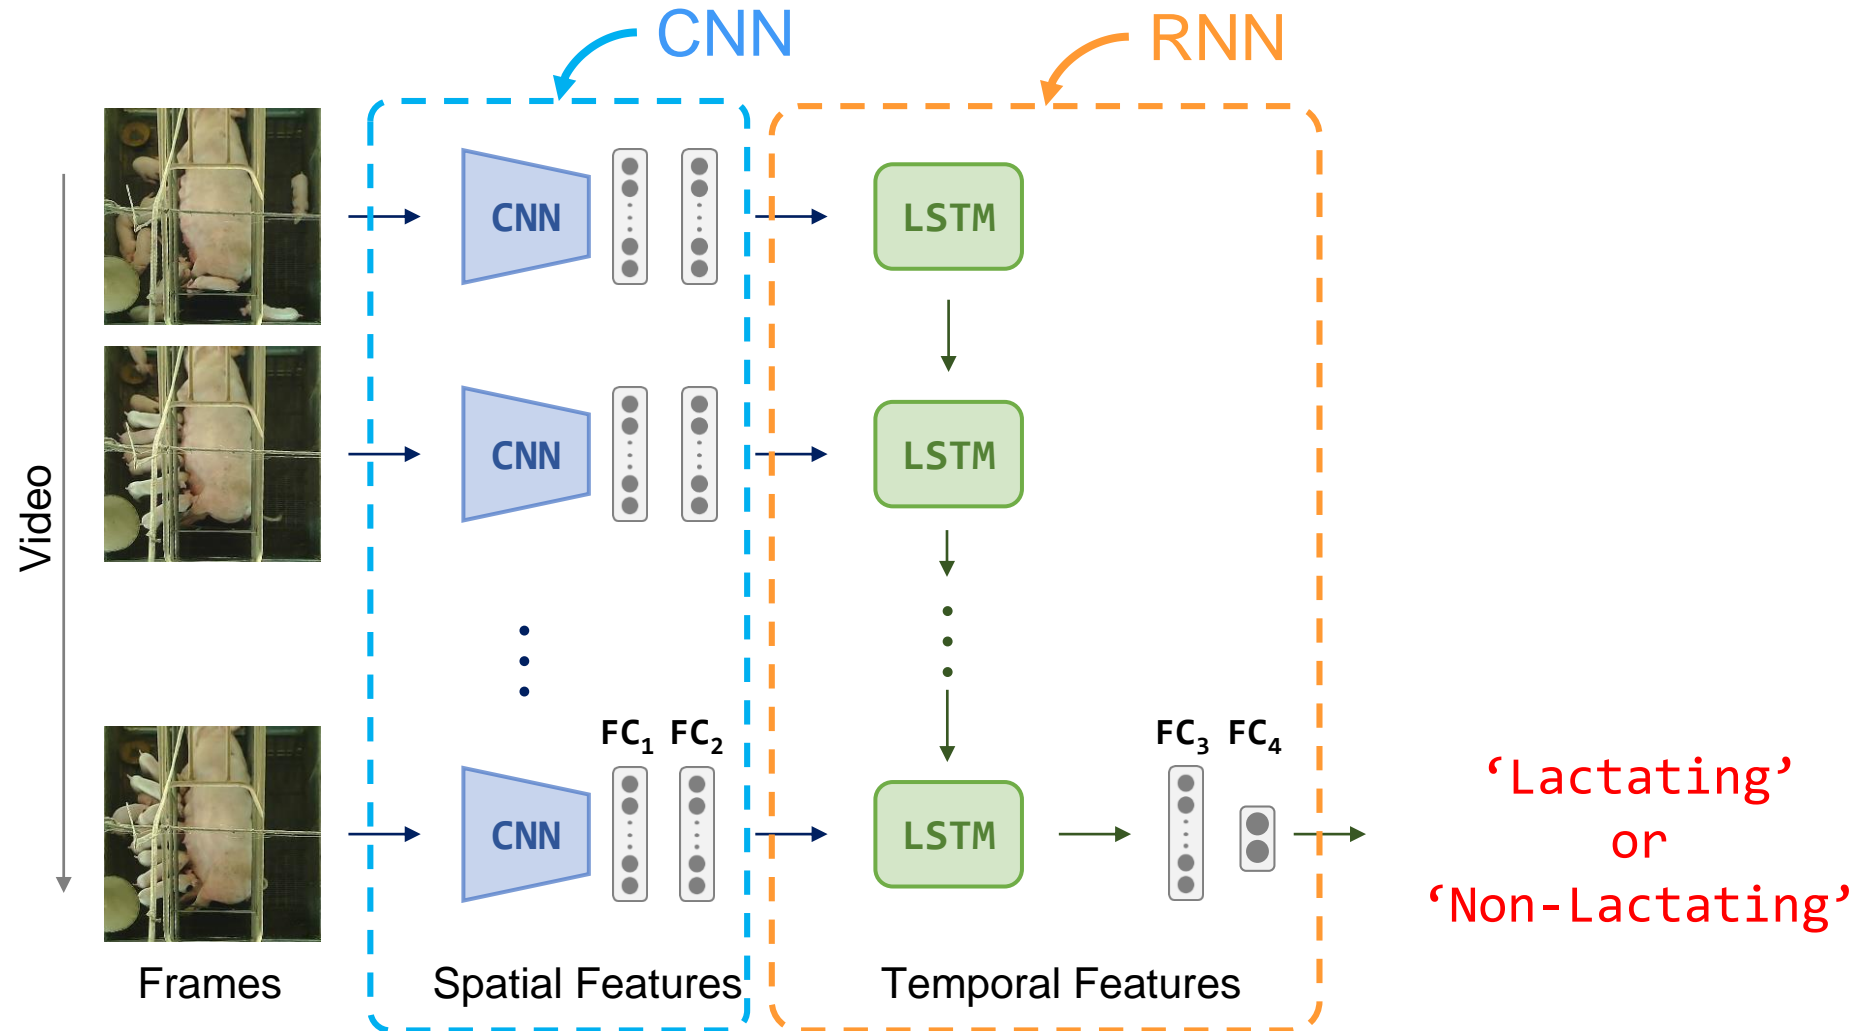 CNN
RNN
CNN
LSTM
CNN
LSTM
Video
FC₁ FC₂
FC₃ FC₄
CNN
LSTM
‘Lactating’
or
‘Non-Lactating’
Frames
Spatial Features
Temporal Features